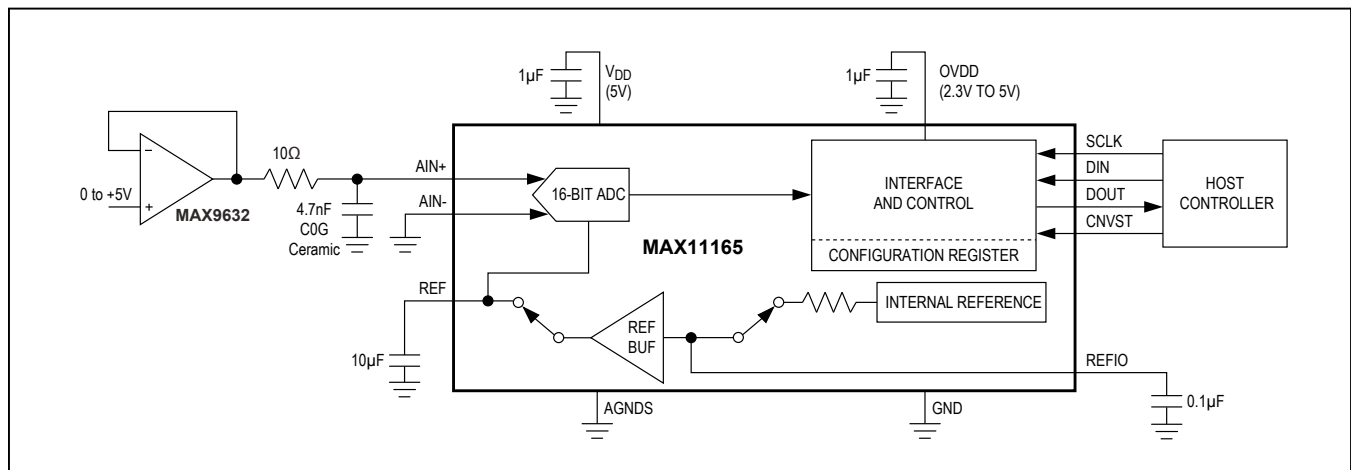 1µF
V_DD
(5V)
1µF
OVDD
(2.3V TO 5V)
10Ω
0 to +5V
−
+
MAX9632
4.7nF
C0G
Ceramic
AIN+
AIN-
16-BIT ADC
MAX11165
INTERFACE
AND CONTROL
CONFIGURATION REGISTER
SCLK
DIN
DOUT
CNVST
HOST
CONTROLLER
REF
10µF
REF
BUF
INTERNAL REFERENCE
REFIO
0.1µF
AGNDS
GND